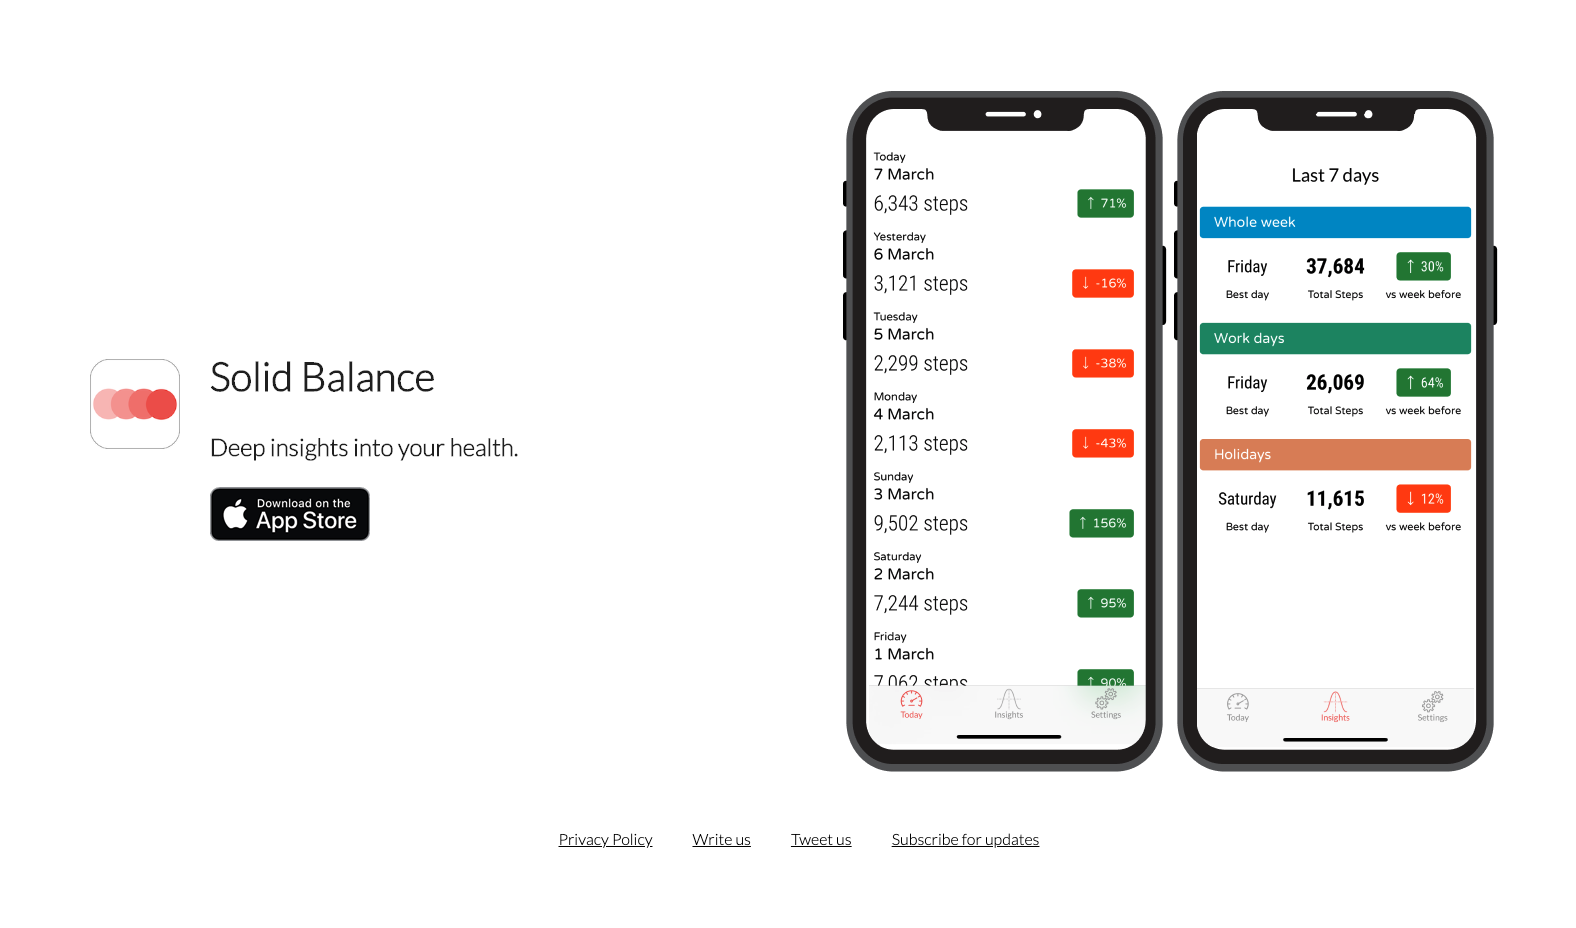 Solid Balance
Deep insights into your health.
Download on the
App Store
Today
7 March
6,343 steps
↑ 71%
Yesterday
6 March
3,121 steps
↓ -16%
Tuesday
5 March
2,299 steps
↓ -38%
Monday
4 March
2,113 steps
↓ -43%
Sunday
3 March
9,502 steps
↑ 156%
Saturday
2 March
7,244 steps
↑ 95%
Friday
1 March
7,062 steps
↑ 90%
Today Insights Settings
Last 7 days
Whole week
Friday 37,684 ↑ 30%
Best day Total Steps vs week before
Work days
Friday 26,069 ↑ 64%
Best day Total Steps vs week before
Holidays
Saturday 11,615 ↓ 12%
Best day Total Steps vs week before
Today Insights Settings
Privacy Policy Write us Tweet us Subscribe for updates